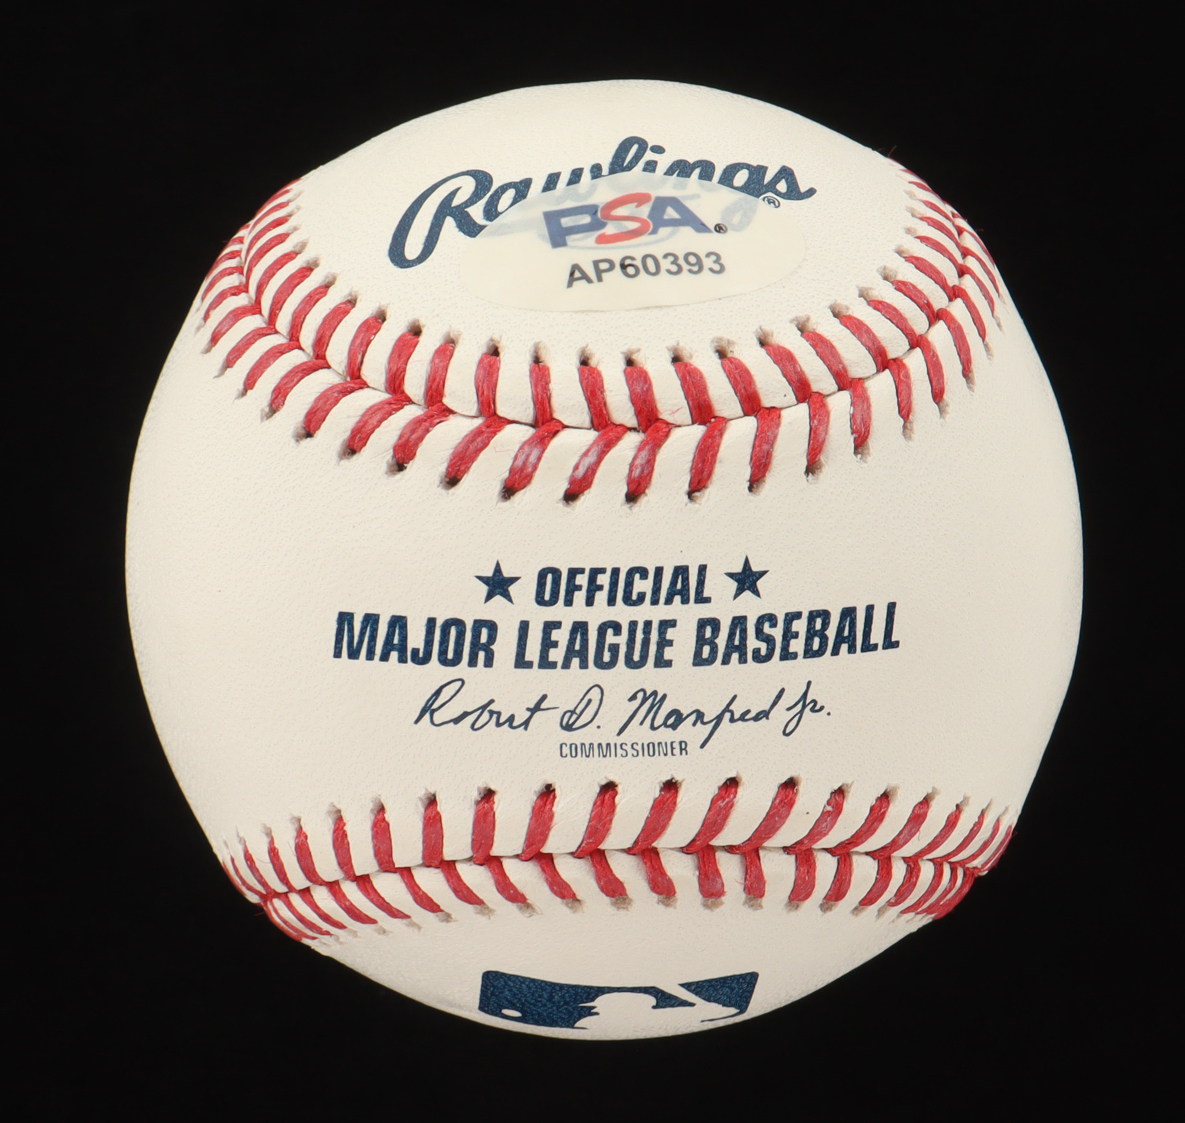 Rawlings®
PSA®
AP60393
★ OFFICIAL ★
MAJOR LEAGUE BASEBALL
Robert D. Manfred Jr.
COMMISSIONER